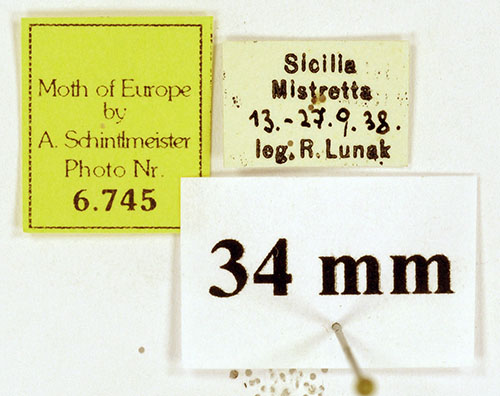 Moth of Europe
by
A. Schintlmeister
Photo Nr.
6.745
Sicilia
Mistretta
13.-27.9.38.
leg. R. Lunak
34 mm